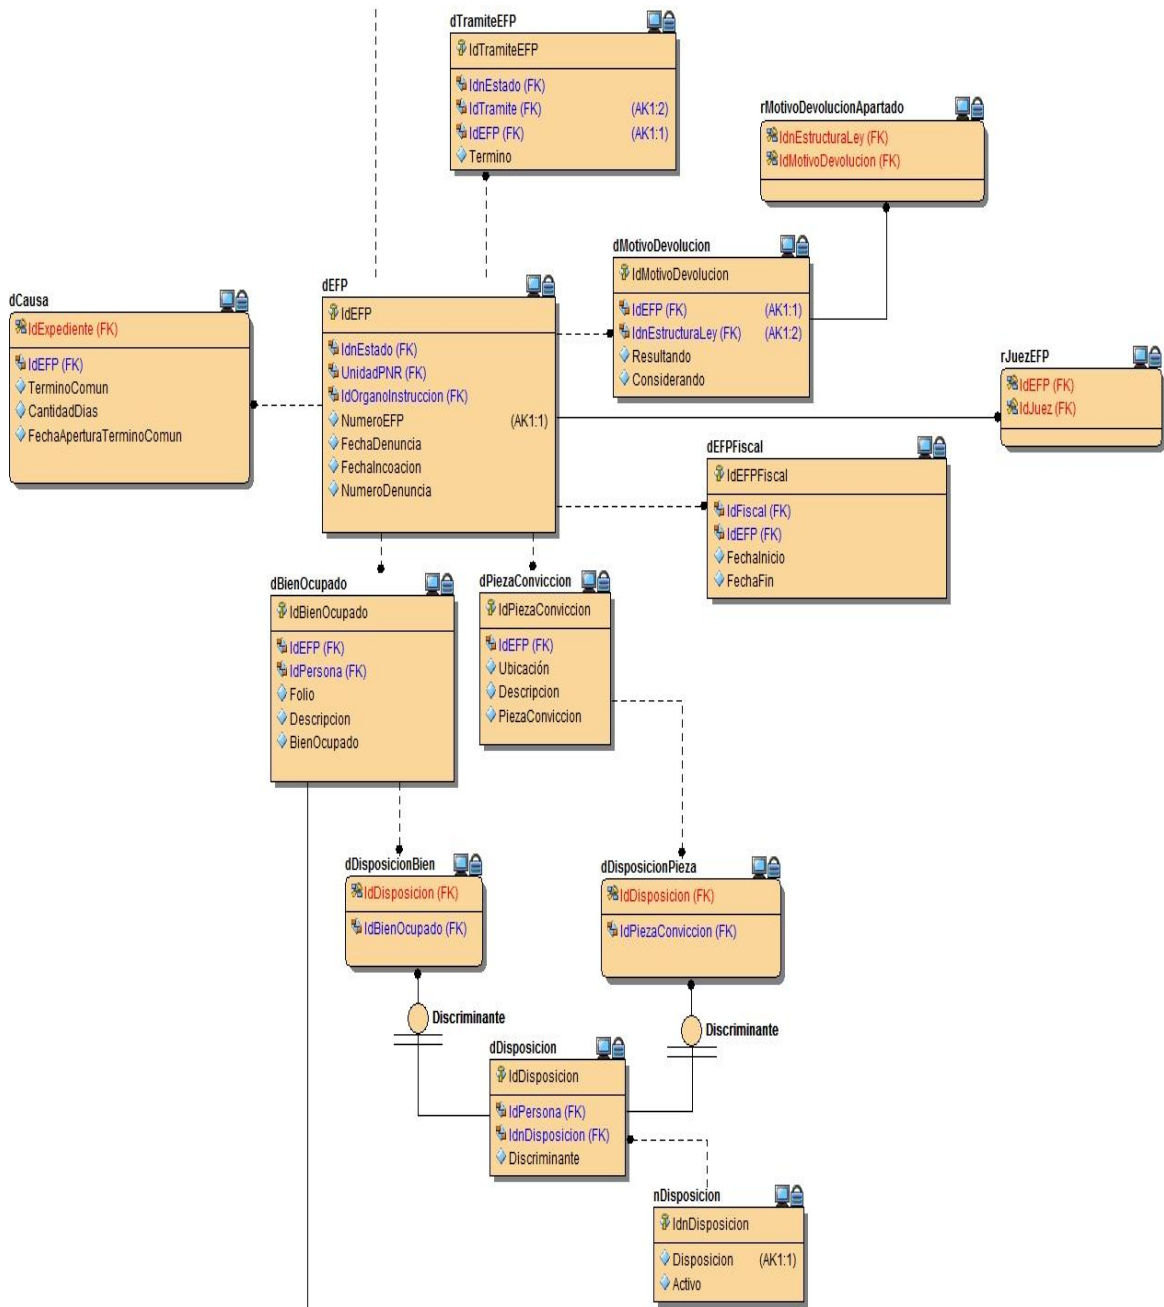 dTramiteEFP
IdTramiteEFP
IdnEstado (FK)
IdTramite (FK) (AK1:2)
IdEFP (FK) (AK1:1)
Termino
rMotivoDevolucionApartado
IdnEstructuraLey (FK)
IdMotivoDevolucion (FK)
dMotivoDevolucion
IdMotivoDevolucion
IdEFP (FK) (AK1:1)
IdnEstructuraLey (FK) (AK1:2)
Resultando
Considerando
dCausa
IdExpediente (FK)
IdEFP (FK)
TerminoComun
CantidadDias
FechaAperturaTerminoComun
dEFP
IdEFP
IdnEstado (FK)
UnidadPNR (FK)
IdOrganoInstruccion (FK)
NumeroEFP (AK1:1)
FechaDenuncia
FechaIncoacion
NumeroDenuncia
rJuezEFP
IdEFP (FK)
IdJuez (FK)
dEFPFiscal
IdEFPFiscal
IdFiscal (FK)
IdEFP (FK)
FechaInicio
FechaFin
dBienOcupado
IdBienOcupado
IdEFP (FK)
IdPersona (FK)
Folio
Descripcion
BienOcupado
dPiezaConviccion
IdPiezaConviccion
IdEFP (FK)
Ubicación
Descripcion
PiezaConviccion
dDisposicionBien
IdDisposicion (FK)
IdBienOcupado (FK)
dDisposicionPieza
IdDisposicion (FK)
IdPiezaConviccion (FK)
Discriminante
Discriminante
dDisposicion
IdDisposicion
IdPersona (FK)
IdnDisposicion (FK)
Discriminante
nDisposicion
IdnDisposicion
Disposicion (AK1:1)
Activo